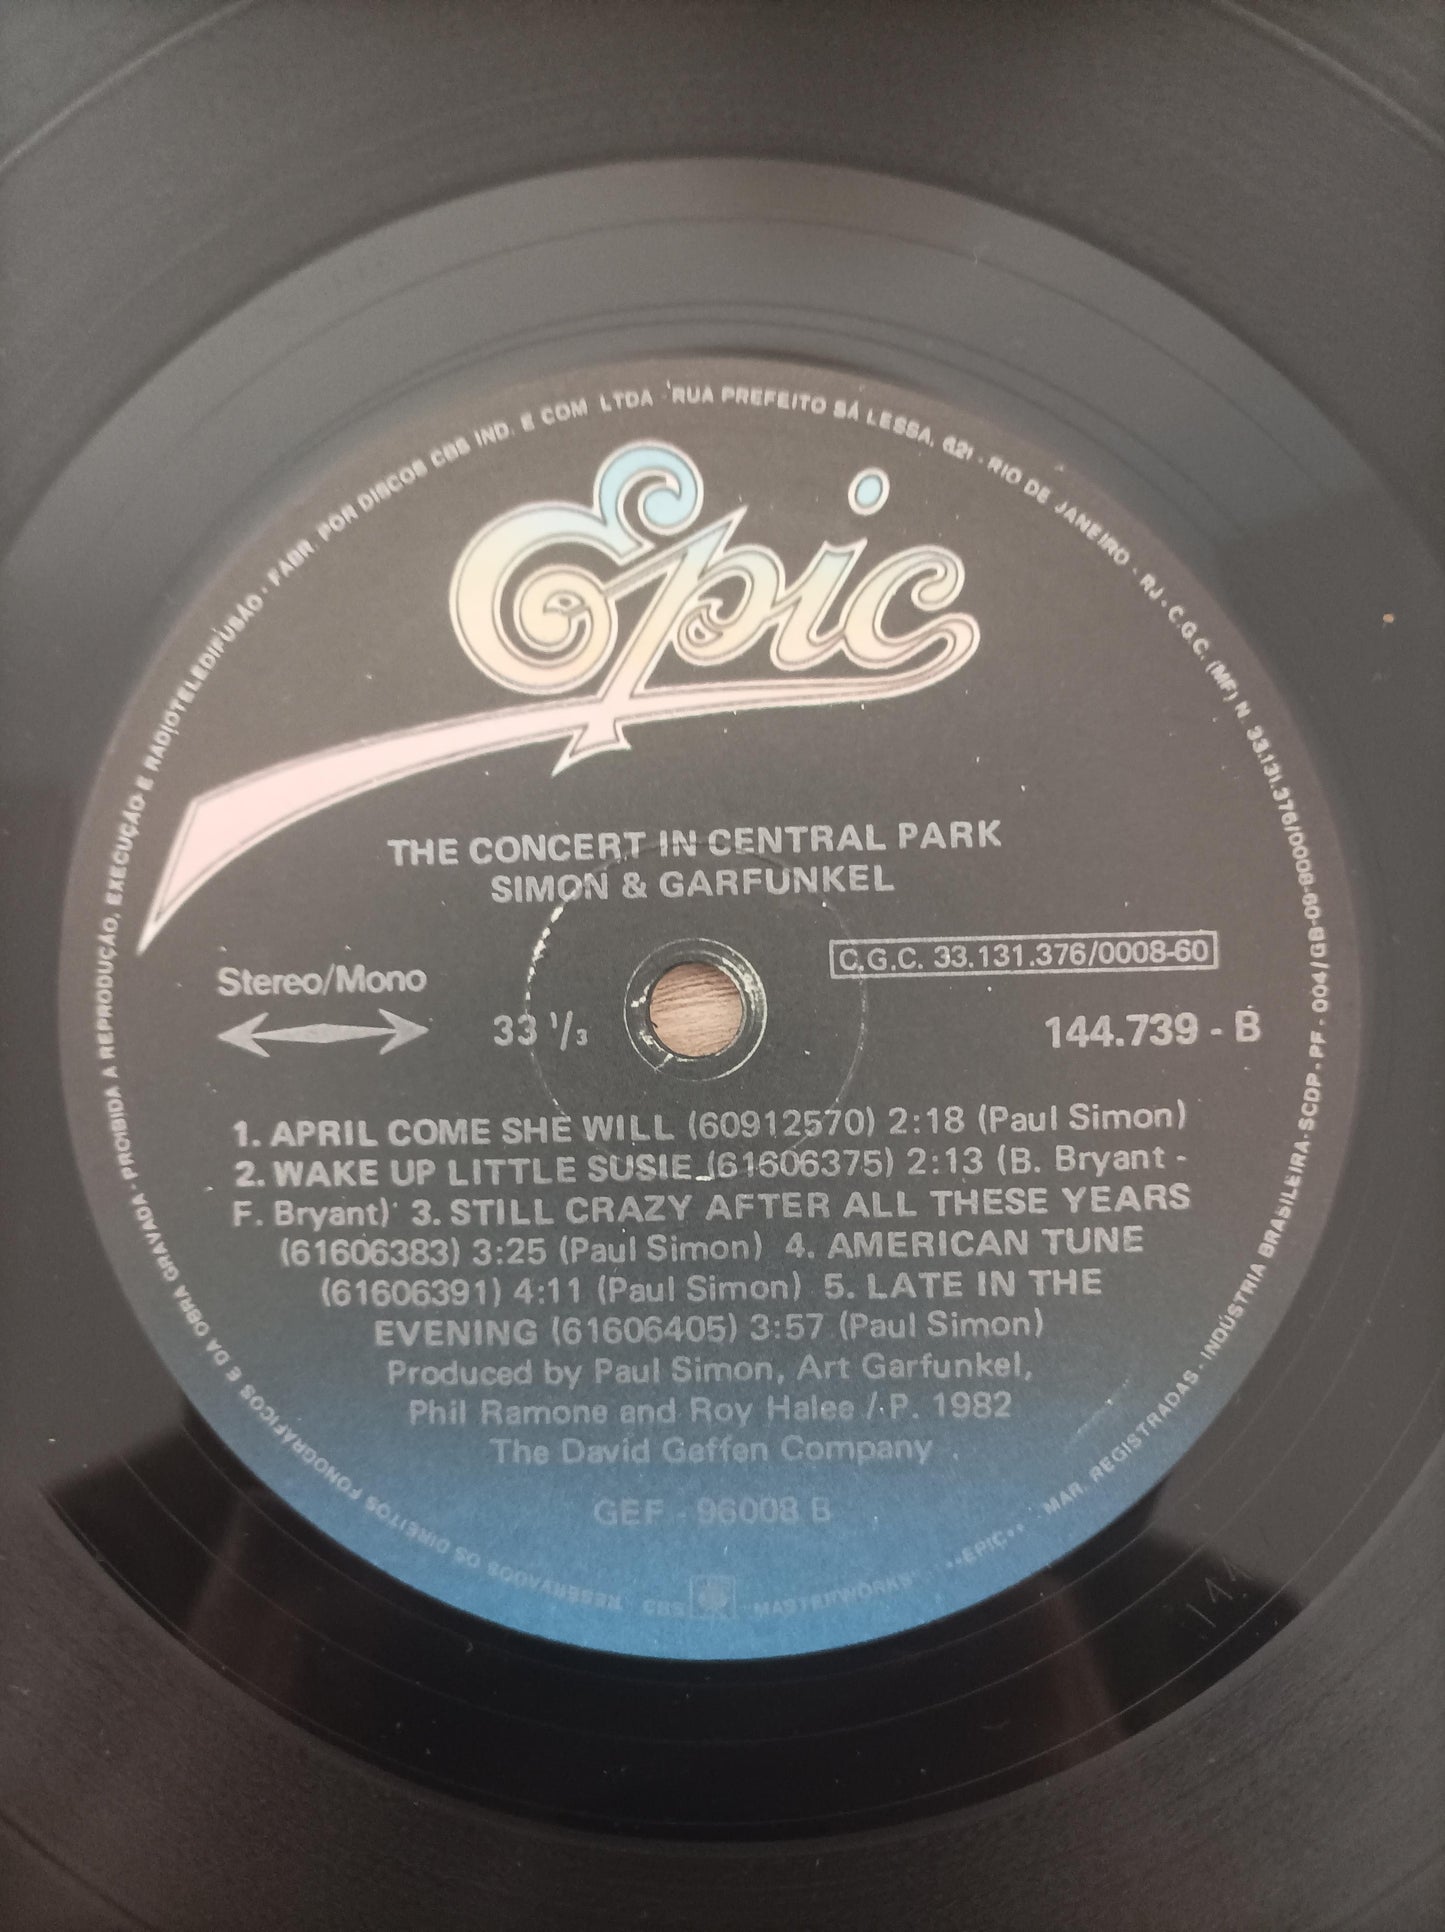 FABR. POR DISCOS CBS IND. E COM LTDA · RUA PREFEITO SÁ LESSA, 621 - RIO DE JANEIRO - RJ - C.G.C. (MF) N. 33.131.376/0008-60/GB-004/ SCDP-PF - INDÚSTRIA BRASILEIRA
Epic
THE CONCERT IN CENTRAL PARK
SIMON & GARFUNKEL
Stereo/Mono
C.G.C. 33.131.376/0008-60
33 1/3
144.739 - B
1. APRIL COME SHE WILL (60912570) 2:18 (Paul Simon)
2. WAKE UP LITTLE SUSIE (61606375) 2:13 (B. Bryant -
F. Bryant) 3. STILL CRAZY AFTER ALL THESE YEARS
(61606383) 3:25 (Paul Simon) 4. AMERICAN TUNE
(61606391) 4:11 (Paul Simon) 5. LATE IN THE
EVENING (61606405) 3:57 (Paul Simon)
Produced by Paul Simon, Art Garfunkel,
Phil Ramone and Roy Halee / P. 1982
The David Geffen Company
GEF - 96008 B
RESERVADOS OS DIREITOS FONOGRÁFICOS E DA OBRA GRAVADA · PROIBIDA A REPRODUÇÃO, EXECUÇÃO E RADIOTELEDIFUSÃO
CBS MASTERWORKS EPIC MAR. REGISTRADAS
144